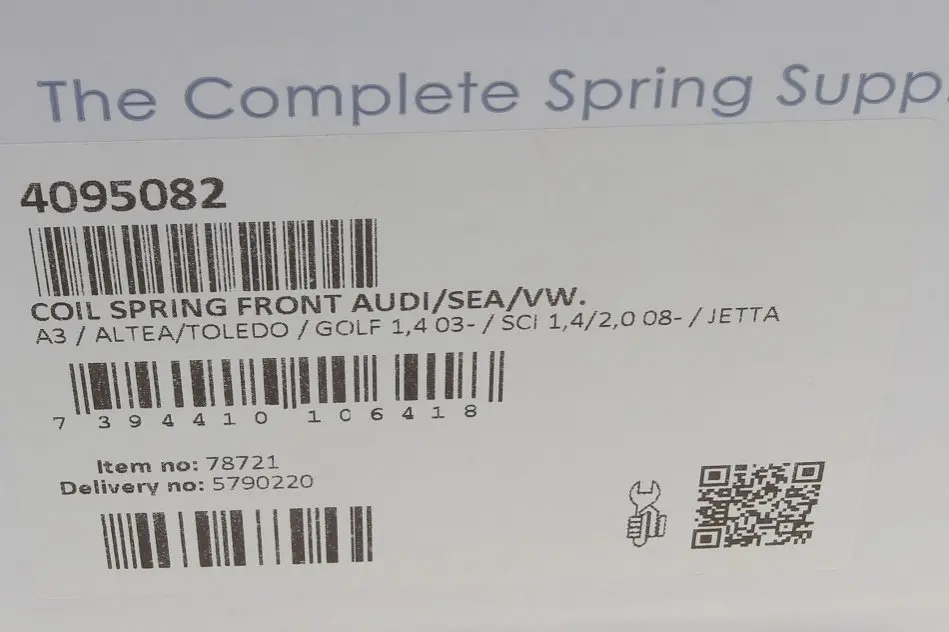 The Complete Spring Supp
4095082
COIL SPRING FRONT AUDI/SEA/VW.
A3 / ALTEA/TOLEDO / GOLF 1,4 03- / SCI 1,4/2,0 08- / JETTA
7 394410 106418
Item no: 78721
Delivery no: 5790220